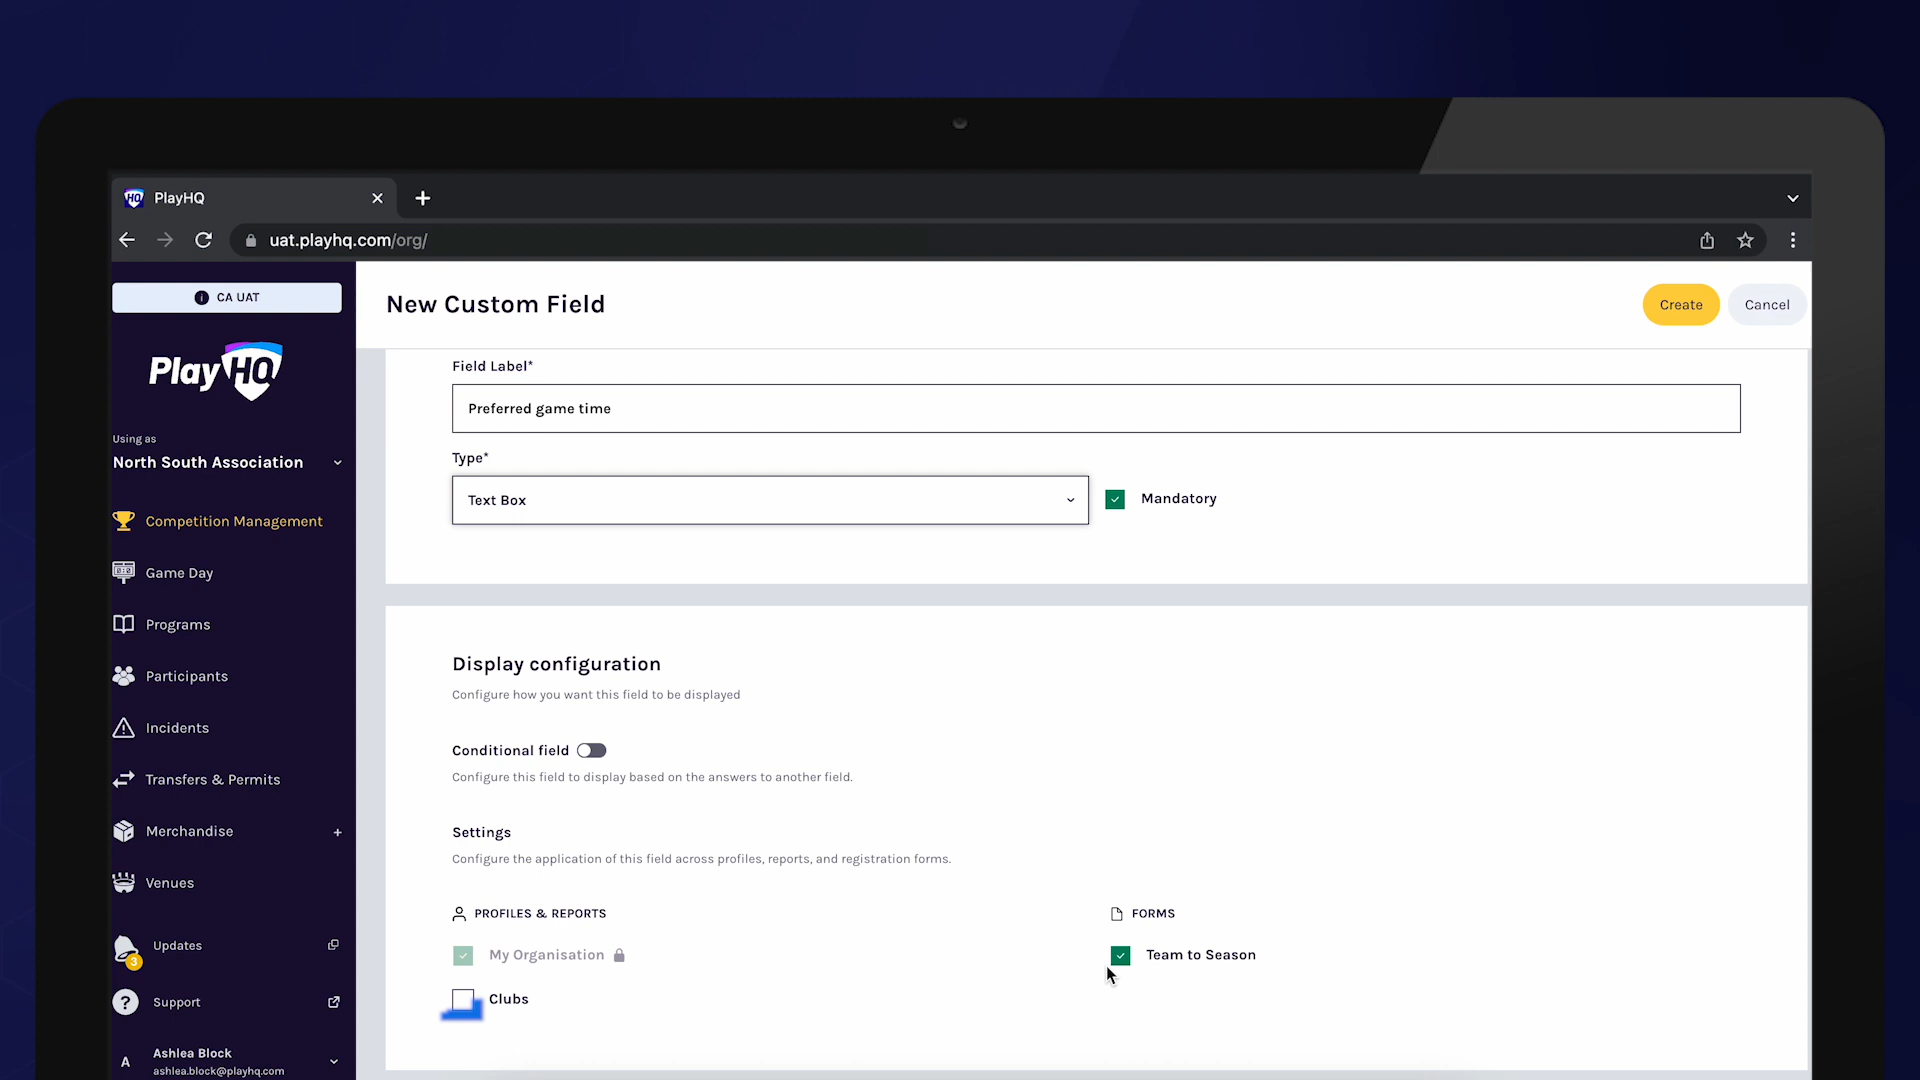 PlayHQ
uat.playhq.com/org/
CA UAT
PlayHQ
Using as
North South Association
Competition Management
Game Day
Programs
Participants
Incidents
Transfers & Permits
Merchandise
Venues
Updates
3
Support
A
Ashlea Block
ashlea.block@playhq.com
New Custom Field
Create
Cancel
Field Label*
Preferred game time
Type*
Text Box
Mandatory
Display configuration
Configure how you want this field to be displayed
Conditional field
Configure this field to display based on the answers to another field.
Settings
Configure the application of this field across profiles, reports, and registration forms.
PROFILES & REPORTS
FORMS
My Organisation
Team to Season
Clubs